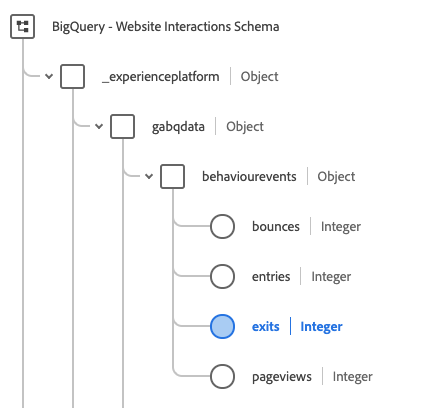 BigQuery - Website Interactions Schema
_experienceplatform | Object
gabqdata | Object
behaviourevents | Object
bounces | Integer
entries | Integer
exits | Integer
pageviews | Integer